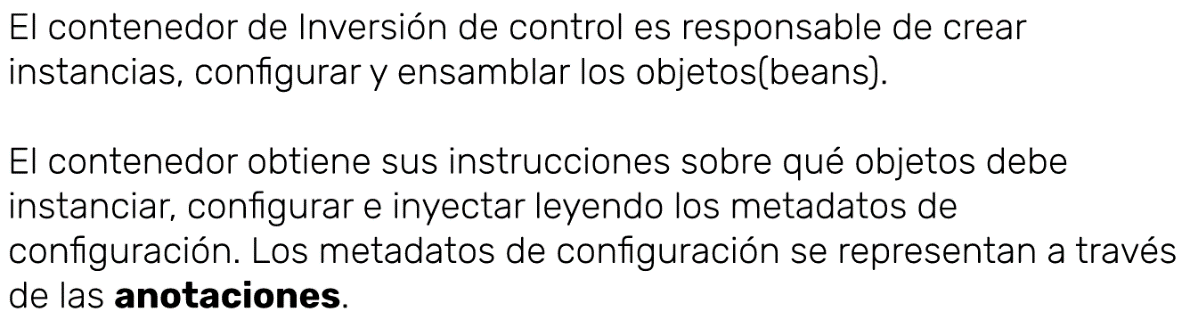 El contenedor de Inversión de control es responsable de crear
instancias, configurar y ensamblar los objetos(beans).
El contenedor obtiene sus instrucciones sobre qué objetos debe
instanciar, configurar e inyectar leyendo los metadatos de
configuración. Los metadatos de configuración se representan a través
de las anotaciones.